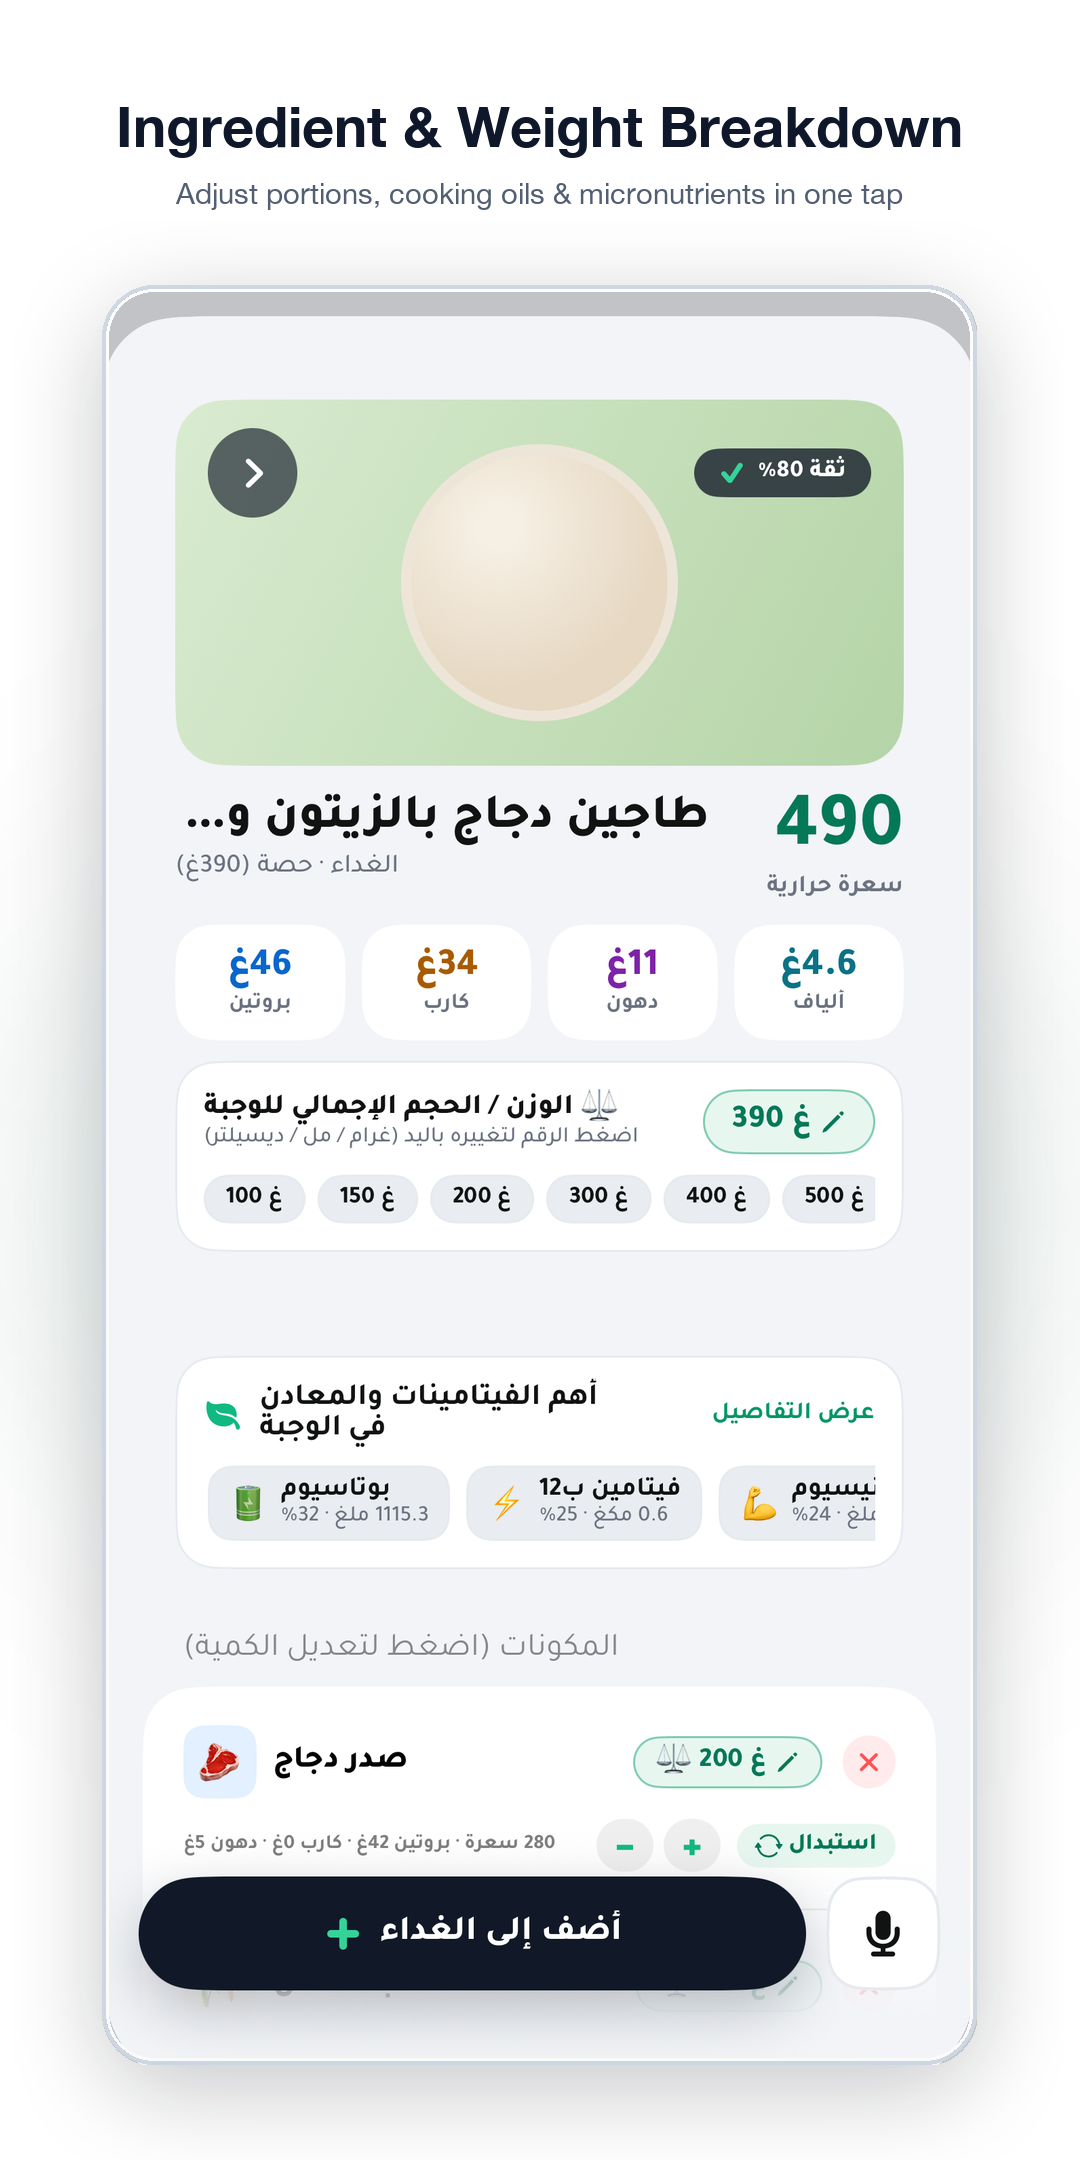 Ingredient & Weight Breakdown
Adjust portions, cooking oils & micronutrients in one tap
ثقة 80%
طاجين دجاج بالزيتون و...
490
الغداء · حصة (390غ)
سعرة حرارية
46غ
بروتين
34غ
كارب
11غ
دهون
4.6غ
ألياف
الوزن / الحجم الإجمالي للوجبة
390 غ
اضغط الرقم لتغييره باليد (غرام / مل / ديسيلتر)
100 غ
150 غ
200 غ
300 غ
400 غ
500 غ
أهم الفيتامينات والمعادن
في الوجبة
عرض التفاصيل
بوتاسيوم
1115.3 ملغ · 32%
فيتامين ب12
0.6 مكغ · 25%
ملغ · 24%
المكونات (اضغط لتعديل الكمية)
صدر دجاج
200 غ
280 سعرة · بروتين 42غ · كارب 0غ · دهون 5غ
استبدال
أضف إلى الغداء